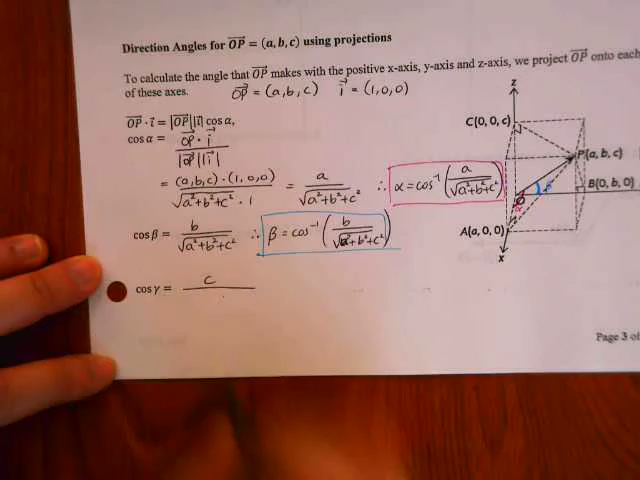 Direction Angles for OP = (a, b, c) using projections
To calculate the angle that OP makes with the positive x-axis, y-axis and z-axis, we project OP onto each
of these axes. OP = (a,b,c) i = (1,0,0)
OP · i = |OP||i| cos α,
cos α = OP · i / |OP||i|
= (a,b,c)·(1,0,0) / √a²+b²+c² · 1 = a / √a²+b²+c² ∴ α = cos⁻¹ (a / √a²+b²+c²)
cos β = b / √a²+b²+c² ∴ β = cos⁻¹ (b / √a²+b²+c²)
cos γ = c
z
C(0, 0, c)
P(a, b, c)
β
B(0, b, 0)
O
α
A(a, 0, 0)
x
Page 3 of